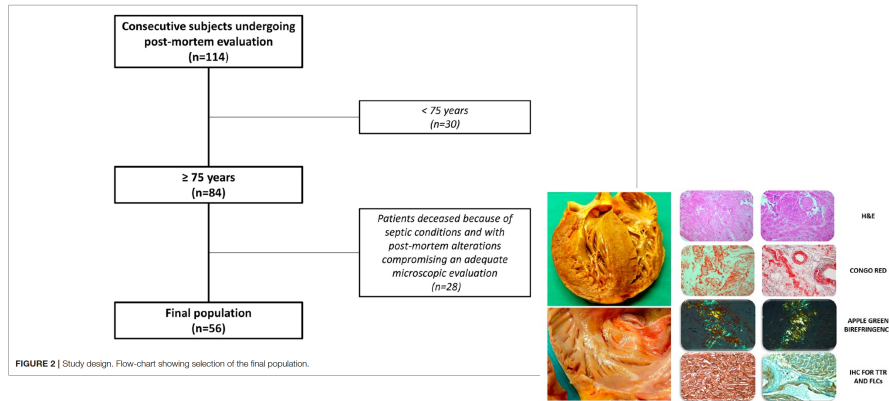 Consecutive subjects undergoing
post-mortem evaluation
(n=114)
< 75 years
(n=30)
≥ 75 years
(n=84)
Patients deceased because of
septic conditions and with
post-mortem alterations
compromising an adequate
microscopic evaluation
(n=28)
Final population
(n=56)
FIGURE 2 | Study design. Flow-chart showing selection of the final population.
H&E
CONGO RED
APPLE GREEN
BIREFRINGENC
IHC FOR TTR
AND FLCs